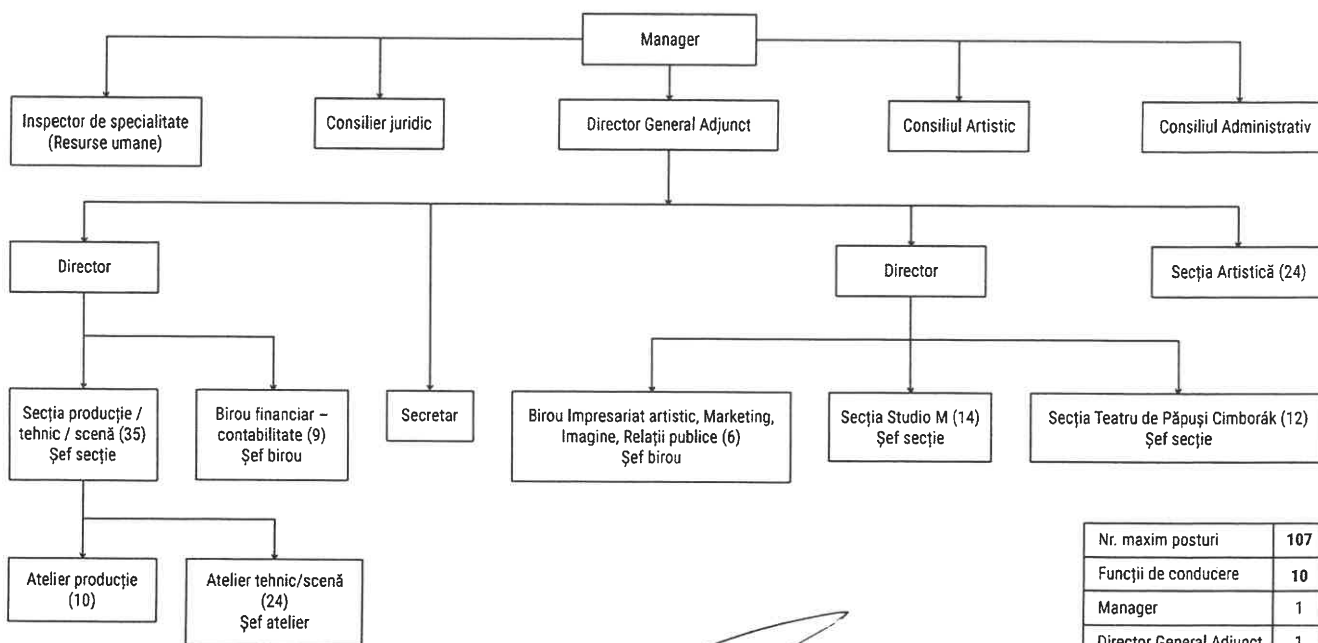 Manager
Inspector de specialitate
(Resurse umane)
Consilier juridic
Director General Adjunct
Consiliul Artistic
Consiliul Administrativ
Director
Director
Secția Artistică (24)
Secția producție /
tehnic / scenă (35)
Șef secție
Birou financiar –
contabilitate (9)
Șef birou
Secretar
Birou Impresariat artistic, Marketing,
Imagine, Relații publice (6)
Șef birou
Secția Studio M (14)
Șef secție
Secția Teatru de Păpuși Cimborák (12)
Șef secție
Atelier producție
(10)
Atelier tehnic/scenă
(24)
Șef atelier
Nr. maxim posturi 107
Funcții de conducere 10
Manager 1
Director General Adjunct 1